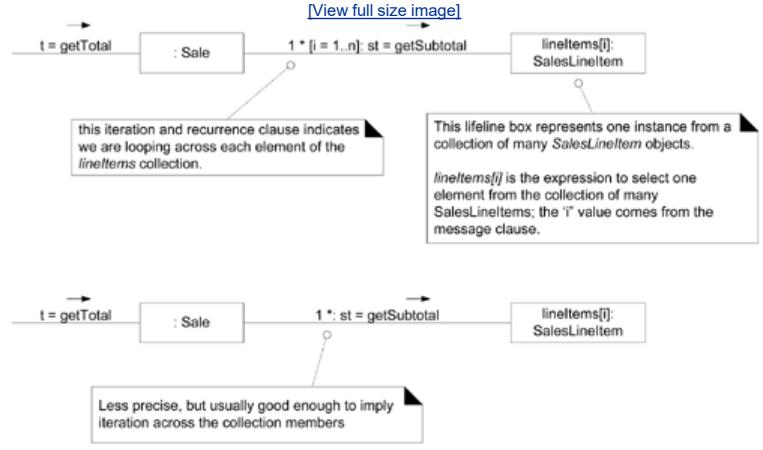 [View full size image]
t = getTotal
: Sale
1 * [i = 1..n]: st = getSubtotal
lineItems[i]:
SalesLineItem
this iteration and recurrence clause indicates
we are looping across each element of the
lineItems collection.
This lifeline box represents one instance from a
collection of many SalesLineItem objects.
lineItems[i] is the expression to select one
element from the collection of many
SalesLineItems; the 'i" value comes from the
message clause.
t = getTotal
: Sale
1 *: st = getSubtotal
lineItems[i]:
SalesLineItem
Less precise, but usually good enough to imply
iteration across the collection members